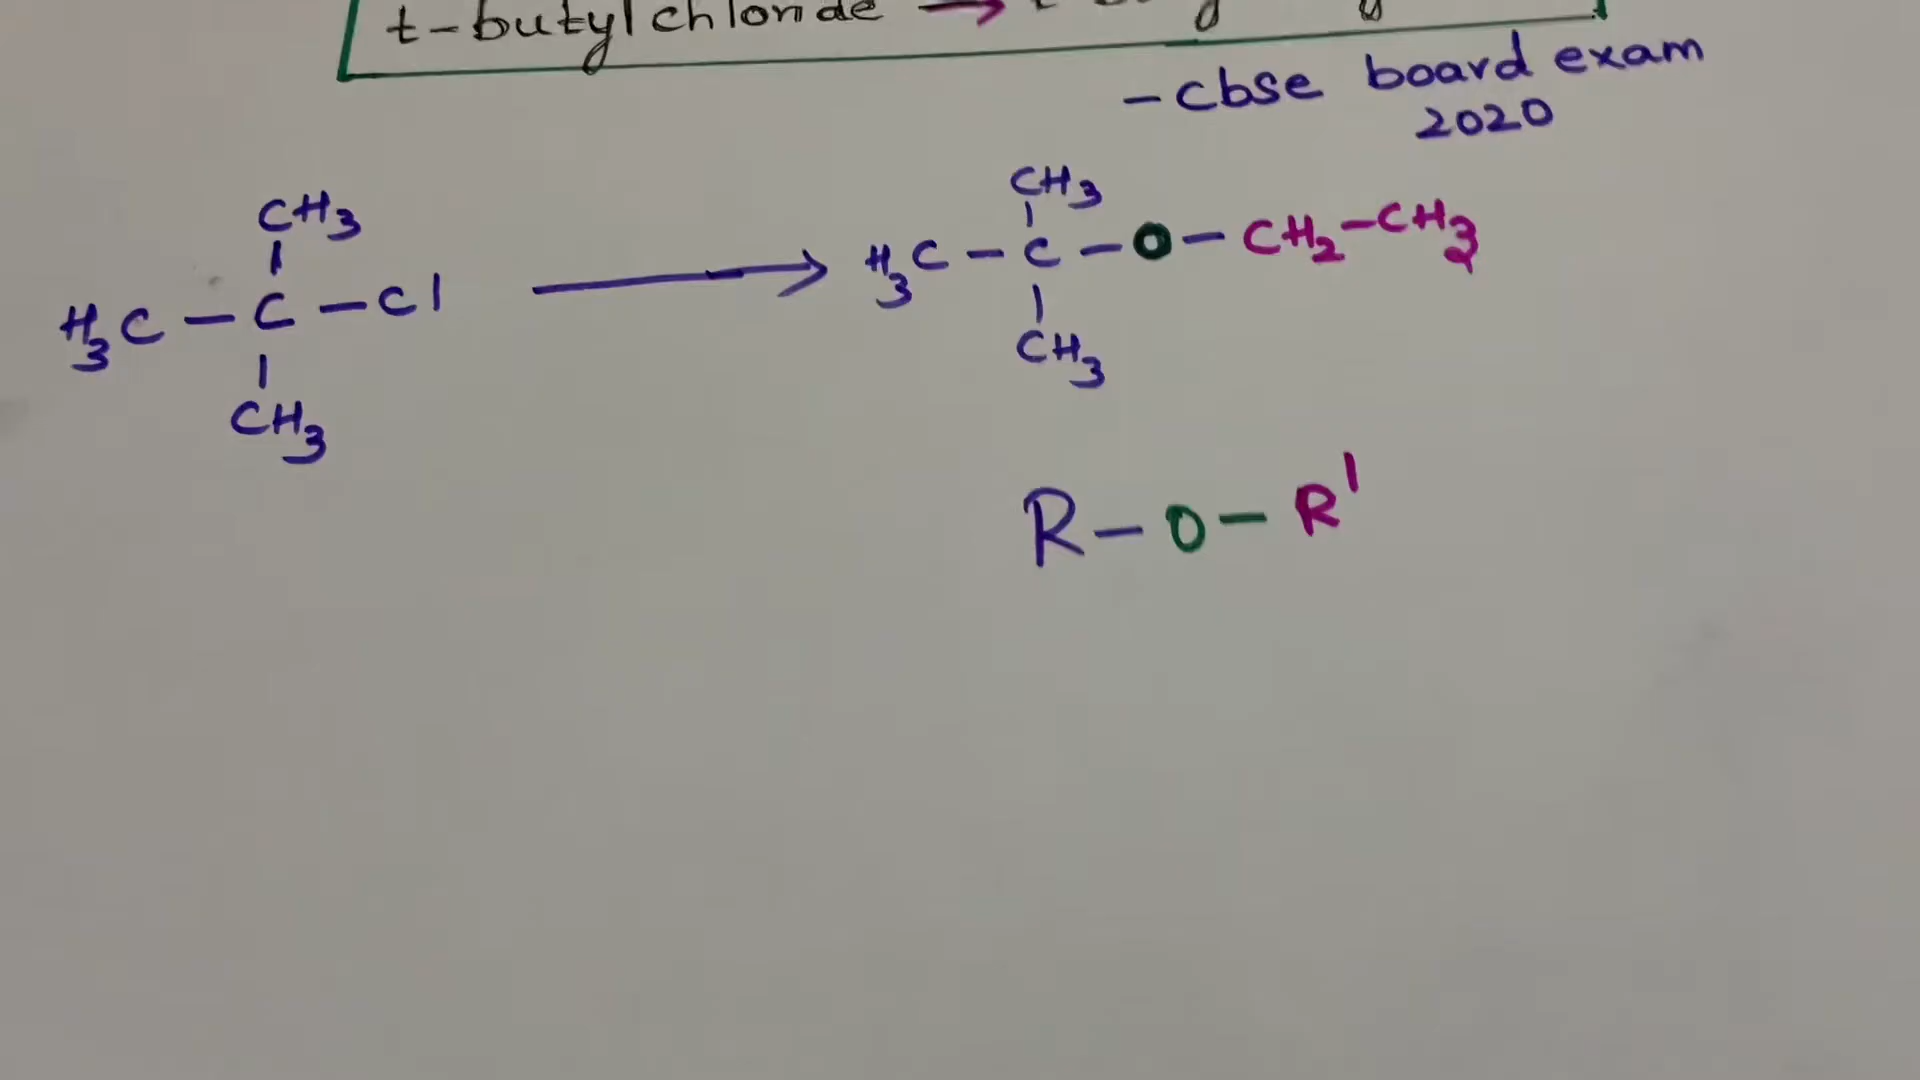 t-butylchloride →
- cbse board exam
2020
CH3
H3C - C - Cl
CH3
→
CH3
H3C - C - O - CH2 - CH3
CH3
R - O - R'